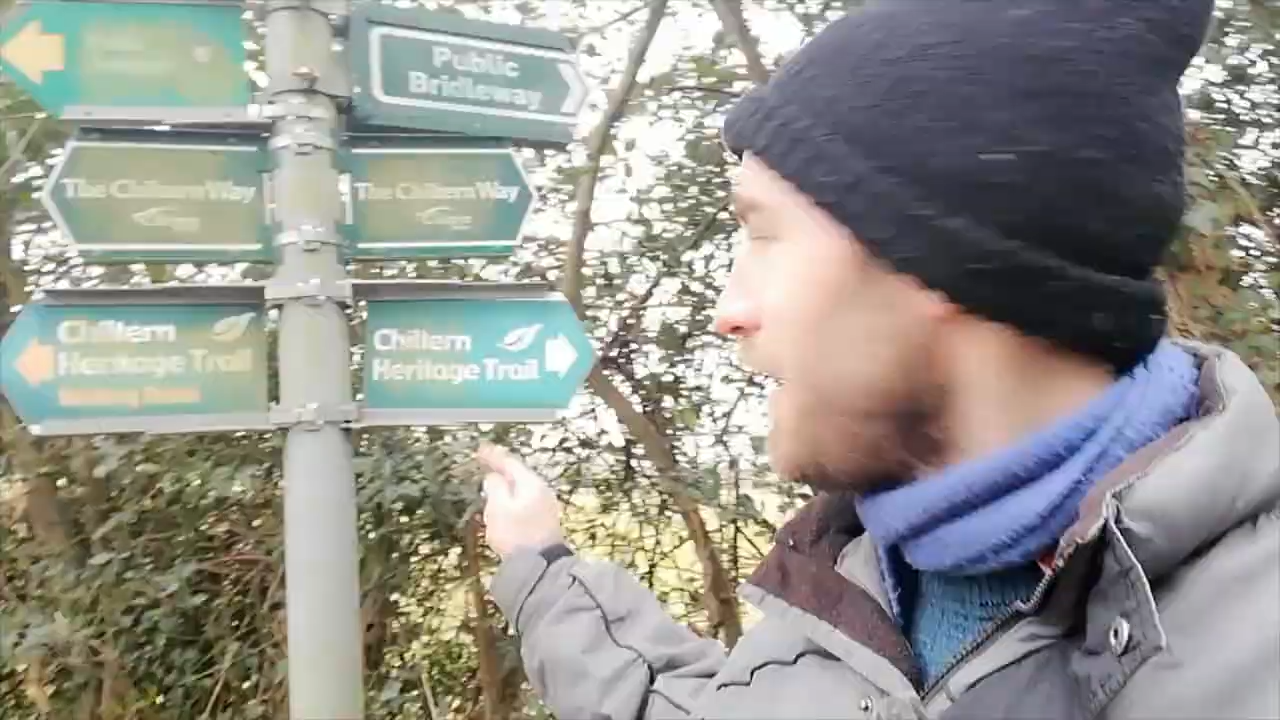 Public
Bridleway
The Chiltern Way
The Chiltern Way
Chiltern
Heritage Trail
Chiltern
Heritage Trail